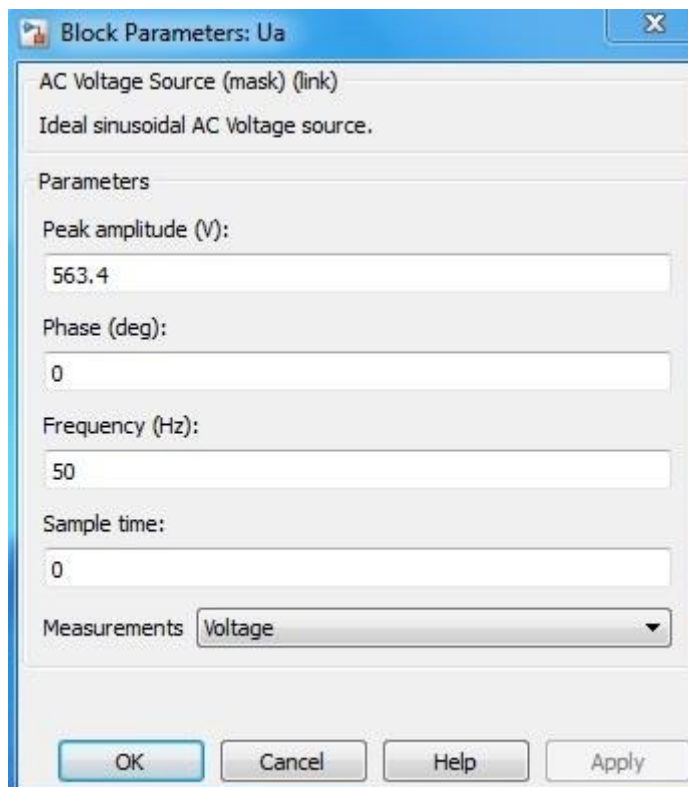 Block Parameters: Ua
AC Voltage Source (mask) (link)
Ideal sinusoidal AC Voltage source.
Parameters
Peak amplitude (V):
563.4
Phase (deg):
0
Frequency (Hz):
50
Sample time:
0
Measurements Voltage
OK Cancel Help Apply